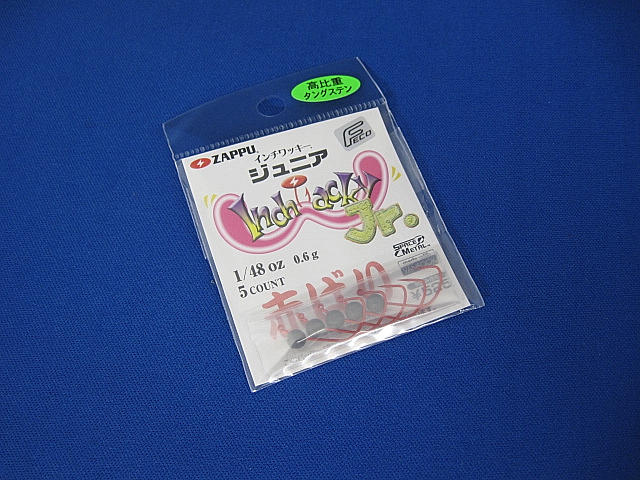 高比重
タングステン
FECO
ZAPPU
インチワッキー
ジュニア
Inch Wacky
Jr.
1/48 oz 0.6 g
5 COUNT
SPACE METAL
赤ばり